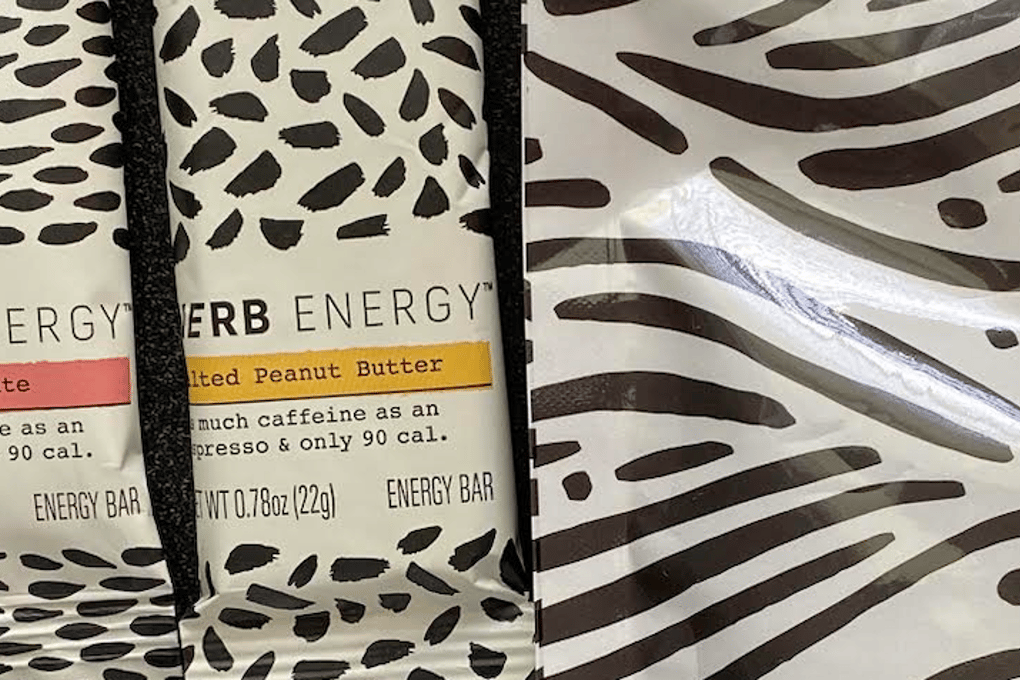 ERGY™
te
e as an
90 cal.
ENERGY BAR
ERB ENERGY™
lted Peanut Butter
much caffeine as an
presso & only 90 cal.
ENERGY BAR
WT 0.78oz (22g)